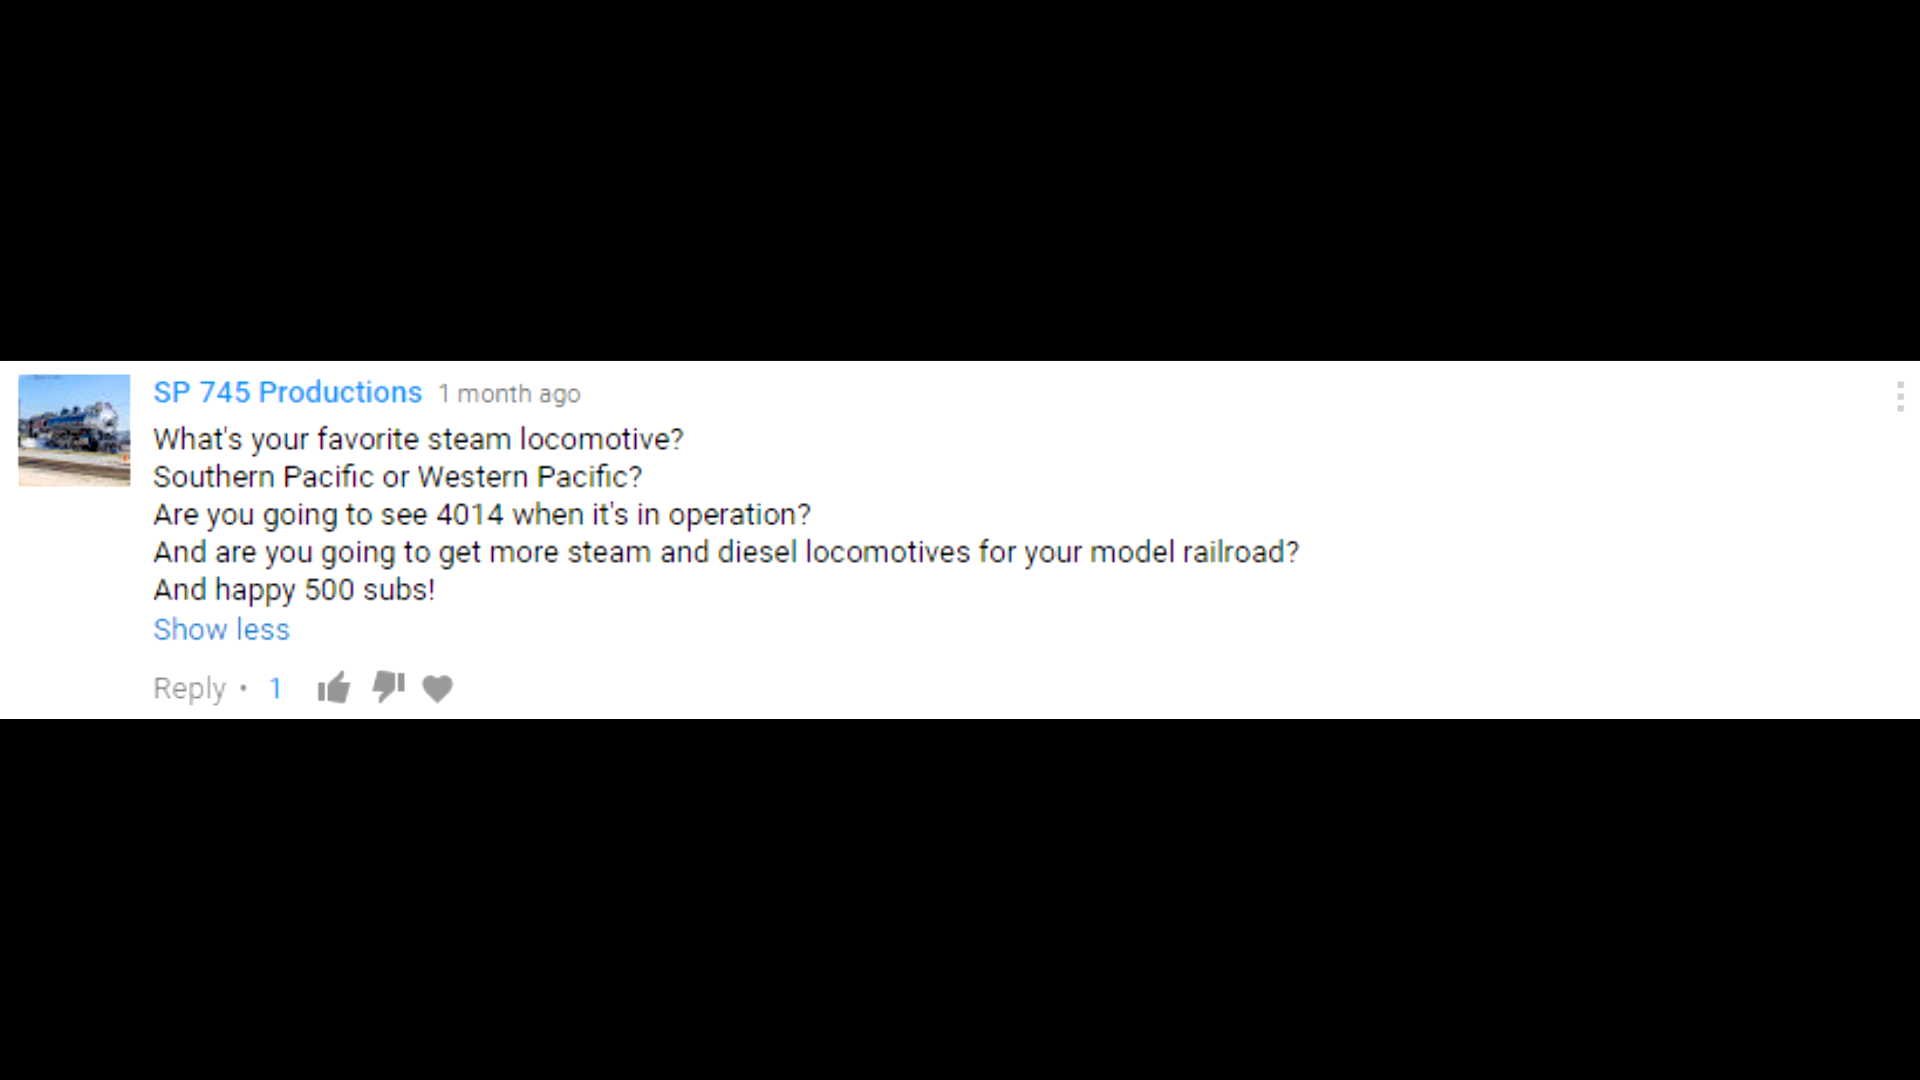 SP 745 Productions 1 month ago
What's your favorite steam locomotive?
Southern Pacific or Western Pacific?
Are you going to see 4014 when it's in operation?
And are you going to get more steam and diesel locomotives for your model railroad?
And happy 500 subs!
Show less
Reply • 1